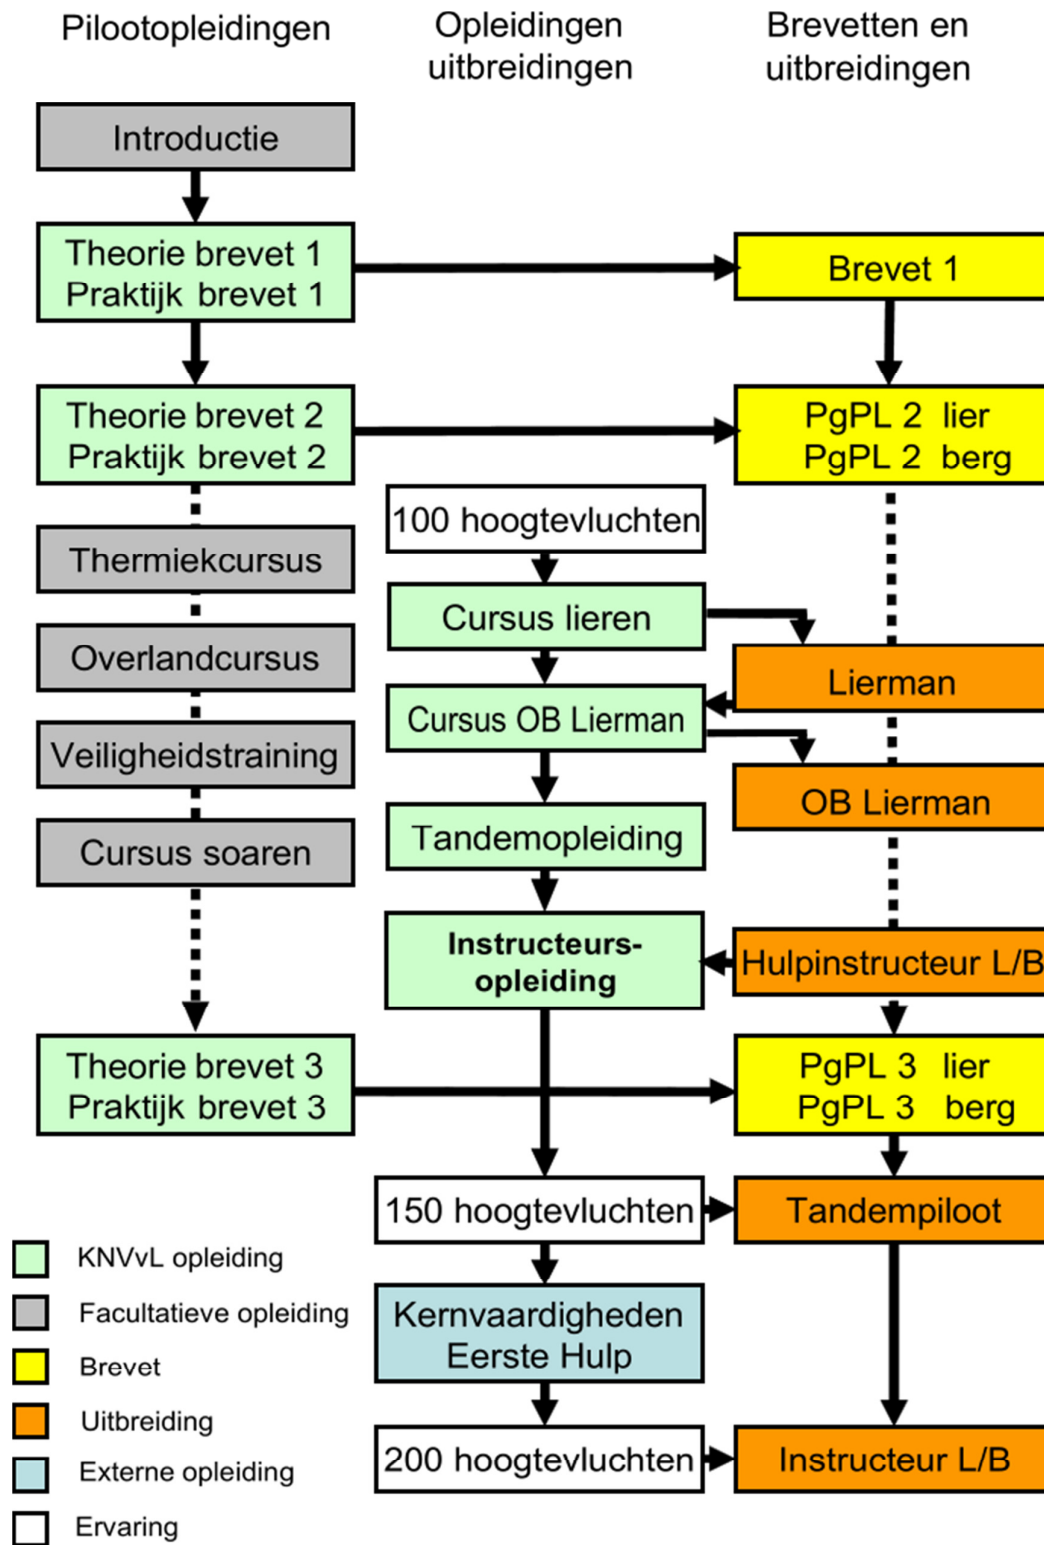 Pilootopleidingen
Opleidingen
uitbreidingen
Brevetten en
uitbreidingen
Introductie
Theorie brevet 1
Praktijk brevet 1
Brevet 1
Theorie brevet 2
Praktijk brevet 2
PgPL 2 lier
PgPL 2 berg
100 hoogtevluchten
Thermiekcursus
Cursus lieren
Overlandcursus
Lierman
Cursus OB Lierman
Veiligheidstraining
OB Lierman
Cursus soaren
Tandemopleiding
Instructeurs-
opleiding
Hulpinstructeur L/B
Theorie brevet 3
Praktijk brevet 3
PgPL 3 lier
PgPL 3 berg
150 hoogtevluchten
Tandempiloot
Kernvaardigheden
Eerste Hulp
200 hoogtevluchten
Instructeur L/B
KNVvL opleiding
Facultatieve opleiding
Brevet
Uitbreiding
Externe opleiding
Ervaring